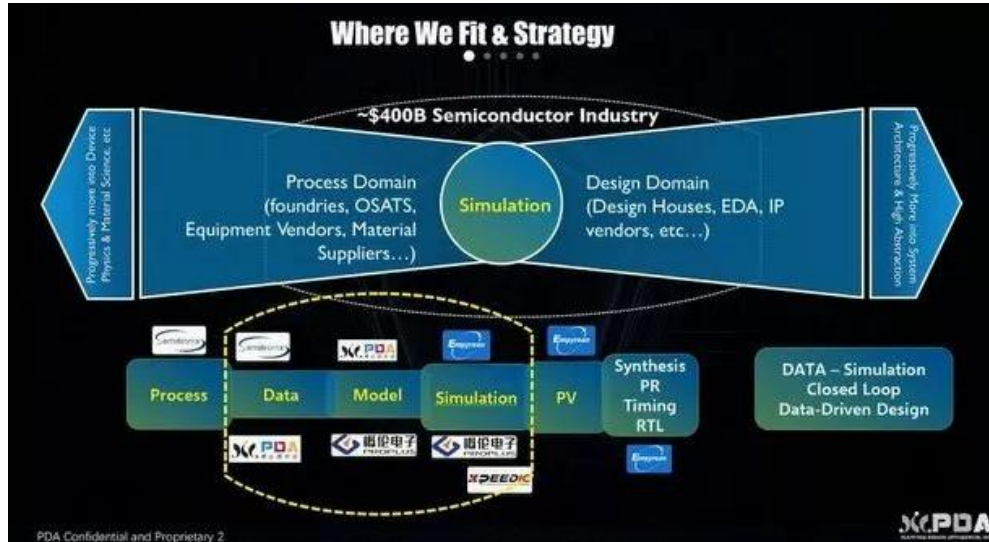 Where We Fit & Strategy
~$400B Semiconductor Industry
Progressively more into Device
Physics & Material Science, etc
Process Domain
(foundries, OSATS,
Equipment Vendors, Material
Suppliers...)
Simulation
Design Domain
(Design Houses, EDA, IP
vendors, etc...)
Progressively More into System
Architecture & High Abstraction
Empyrean
Empyrean
PDA
Process
Data
Model
Simulation
PV
Synthesis
PR
Timing
RTL
DATA – Simulation
Closed Loop
Data-Driven Design
PDA
概伦电子
PROPLUS
概伦电子
PROPLUS
XPEEDIC
Empyrean
PDA Confidential and Proprietary 2
PDA